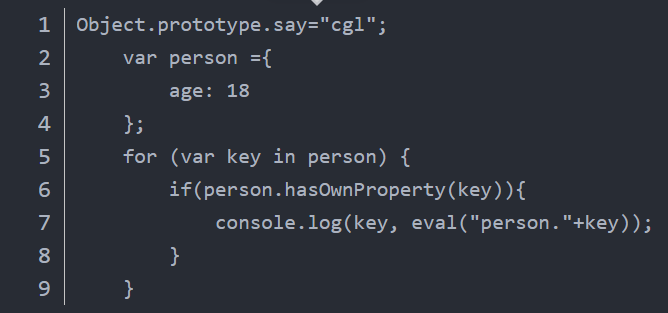 1 Object.prototype.say="cgl";
2     var person ={
3         age: 18
4     };
5     for (var key in person) {
6         if(person.hasOwnProperty(key)){
7             console.log(key, eval("person."+key));
8         }
9     }